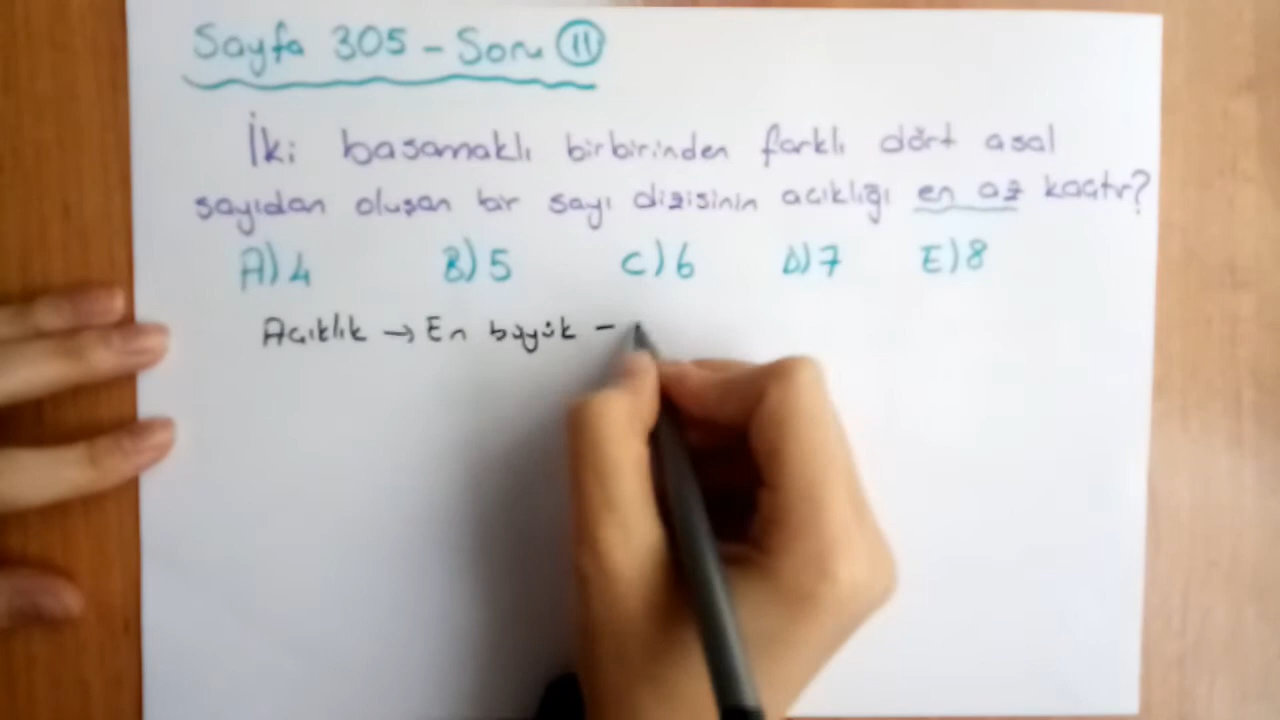 Sayfa 305 - Soru 11
İki basamaklı birbirinden farklı dört asal
sayıdan oluşan bir sayı dizisinin açıklığı en az kaçtır?
A) 4 B) 5 C) 6 D) 7 E) 8
Açıklık → En büyük -